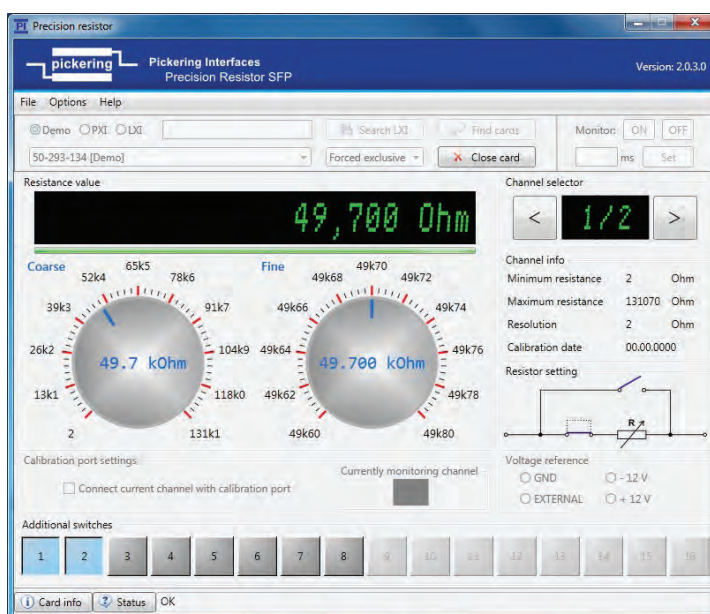 PI Precision resistor
pickering Pickering Interfaces
Precision Resistor SFP
Version: 2.0.3.0
File Options Help
Demo PXI LXI Search LXI Find cards Monitor: ON OFF
50-293-134 [Demo] Forced exclusive Close card ms Set
Resistance value
49,700 Ohm
Channel selector
< 1/2 >
Coarse
2 13k1 26k2 39k3 52k4 65k5 78k6 91k7 104k9 118k0 131k1
49.7 kOhm
Fine
49k60 49k62 49k64 49k66 49k68 49k70 49k72 49k74 49k76 49k78 49k80
49.700 kOhm
Channel info
Minimum resistance 2 Ohm
Maximum resistance 131070 Ohm
Resolution 2 Ohm
Calibration date 00.00.0000
Resistor setting
R
Calibration port settings
Connect current channel with calibration port
Currently monitoring channel
Voltage reference
GND - 12 V
EXTERNAL + 12 V
Additional switches
1 2 3 4 5 6 7 8 9 10 11 12 13 14 15 16
Card info Status OK